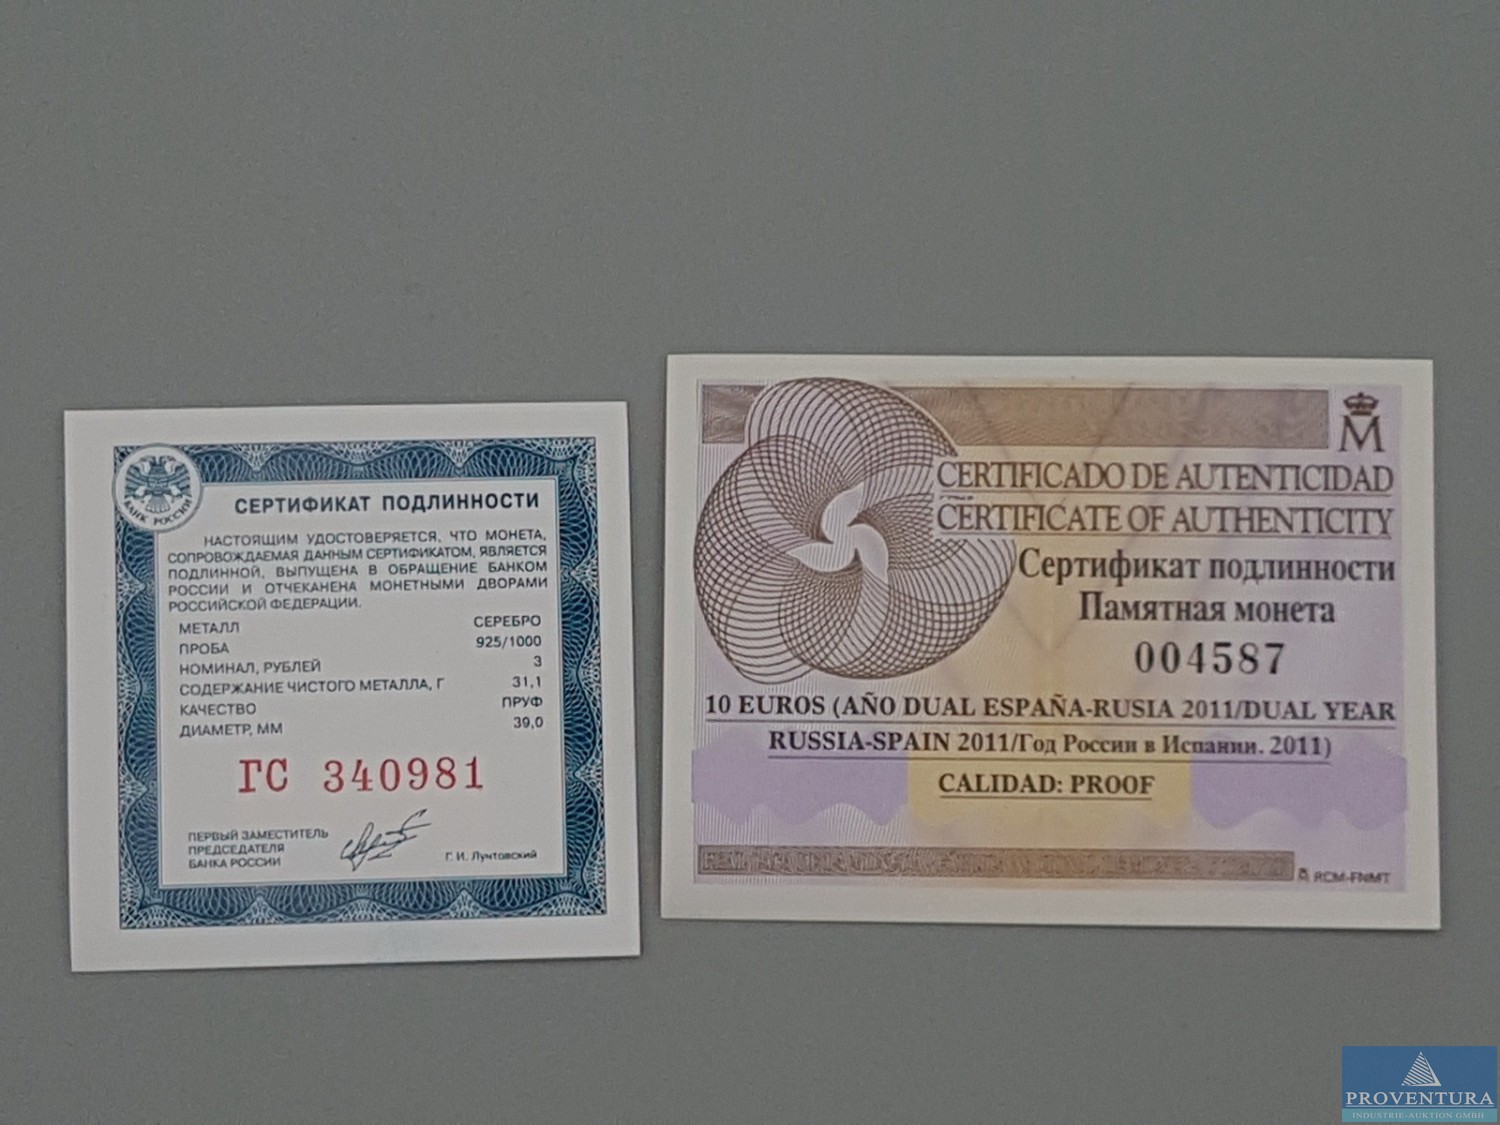 БАНК РОССИИ
СЕРТИФИКАТ ПОДЛИННОСТИ
НАСТОЯЩИМ УДОСТОВЕРЯЕТСЯ, ЧТО МОНЕТА,
СОПРОВОЖДАЕМАЯ ДАННЫМ СЕРТИФИКАТОМ, ЯВЛЯЕТСЯ
ПОДЛИННОЙ, ВЫПУЩЕНА В ОБРАЩЕНИЕ БАНКОМ
РОССИИ И ОТЧЕКАНЕНА МОНЕТНЫМИ ДВОРАМИ
РОССИЙСКОЙ ФЕДЕРАЦИИ.
МЕТАЛЛ СЕРЕБРО
ПРОБА 925/1000
НОМИНАЛ, РУБЛЕЙ 3
СОДЕРЖАНИЕ ЧИСТОГО МЕТАЛЛА, Г 31,1
КАЧЕСТВО ПРУФ
ДИАМЕТР, ММ 39,0
ГС 340981
ПЕРВЫЙ ЗАМЕСТИТЕЛЬ
ПРЕДСЕДАТЕЛЯ
БАНКА РОССИИ
Г. И. Лунтовский
M
CERTIFICADO DE AUTENTICIDAD
CERTIFICATE OF AUTHENTICITY
Сертификат подлинности
Памятная монета
004587
10 EUROS (AÑO DUAL ESPAÑA-RUSIA 2011/DUAL YEAR
RUSSIA-SPAIN 2011/Год России в Испании. 2011)
CALIDAD: PROOF
RCM-FNMT
PROVENTURA
INDUSTRIE-AUKTION GMBH